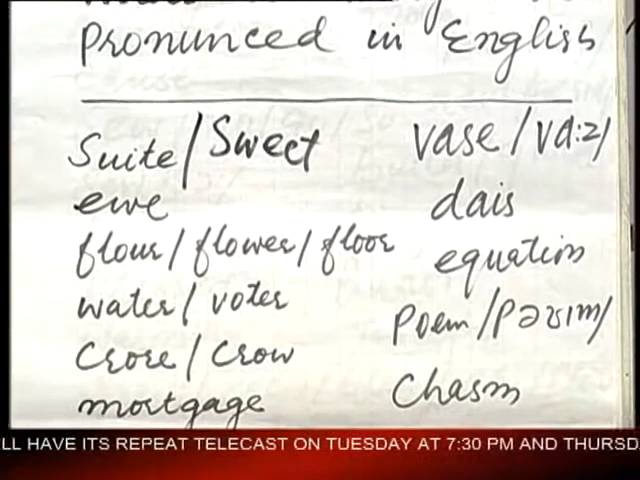 Pronunced in English
Suite/Sweet
ewe
flour/flower/floor
water/voter
Crore/Crow
mortgage
vase/va:z/
dais
equation
Poem/Pəʊɪm/
Chasm
LL HAVE ITS REPEAT TELECAST ON TUESDAY AT 7:30 PM AND THURSD